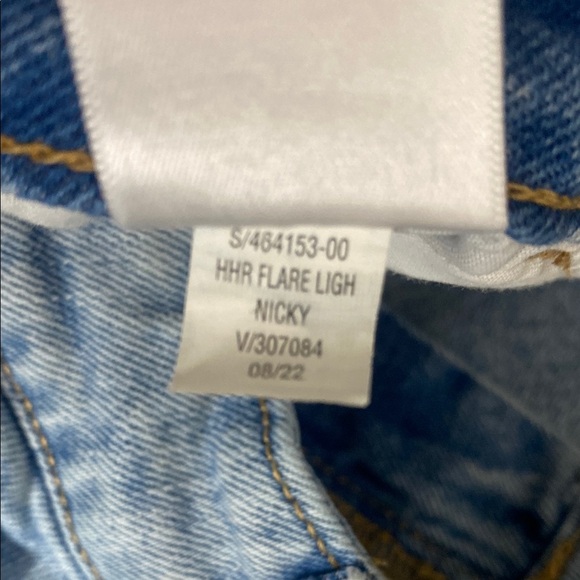 S/464153-00
HHR FLARE LIGH
NICKY
V/307084
08/22